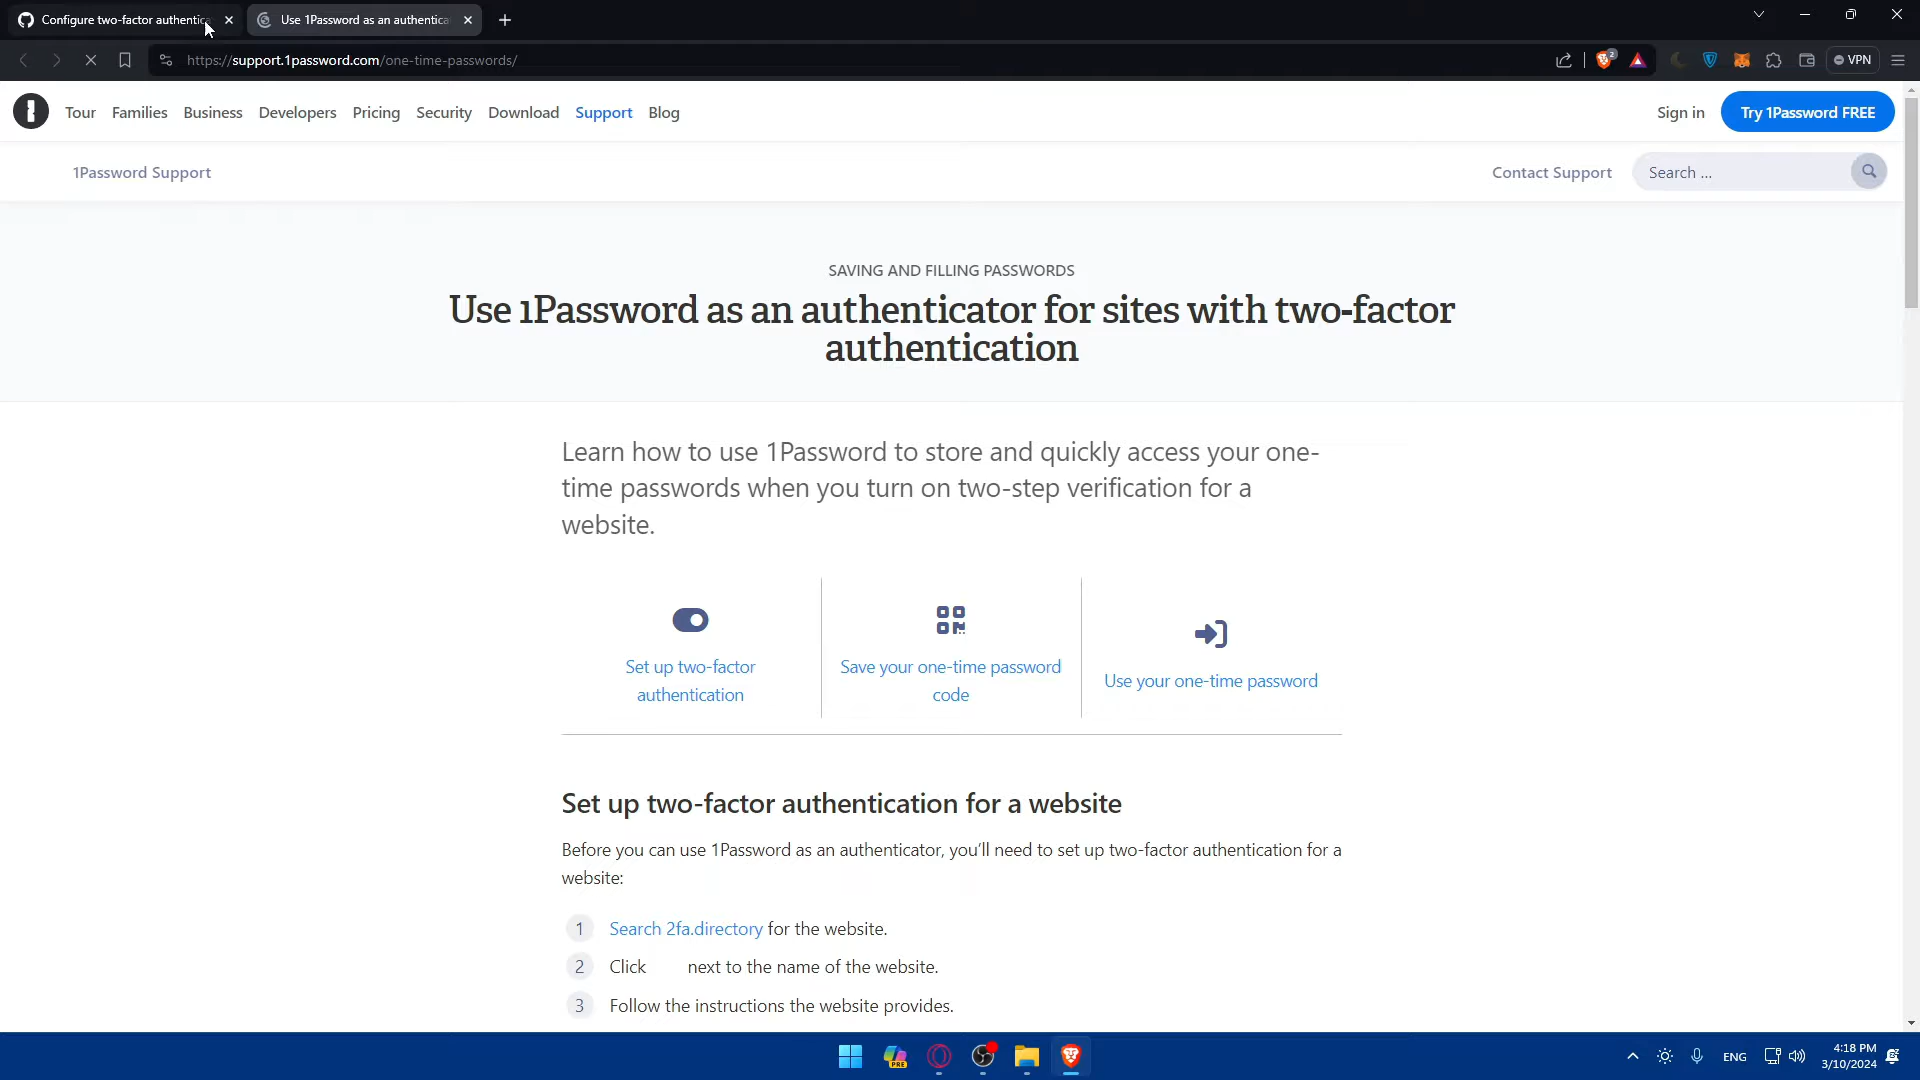 Configure two-factor authentica
Use 1Password as an authentica
https://support.1password.com/one-time-passwords/
2
VPN
Tour Families Business Developers Pricing Security Download Support Blog
Sign in
Try 1Password FREE
1Password Support
Contact Support
Search ...
SAVING AND FILLING PASSWORDS
Use 1Password as an authenticator for sites with two-factor
authentication
Learn how to use 1Password to store and quickly access your one-
time passwords when you turn on two-step verification for a
website.
Set up two-factor
authentication
Save your one-time password
code
Use your one-time password
Set up two-factor authentication for a website
Before you can use 1Password as an authenticator, you'll need to set up two-factor authentication for a
website:
1 Search 2fa.directory for the website.
2 Click next to the name of the website.
3 Follow the instructions the website provides.
PRE
ENG
4:18 PM
3/10/2024